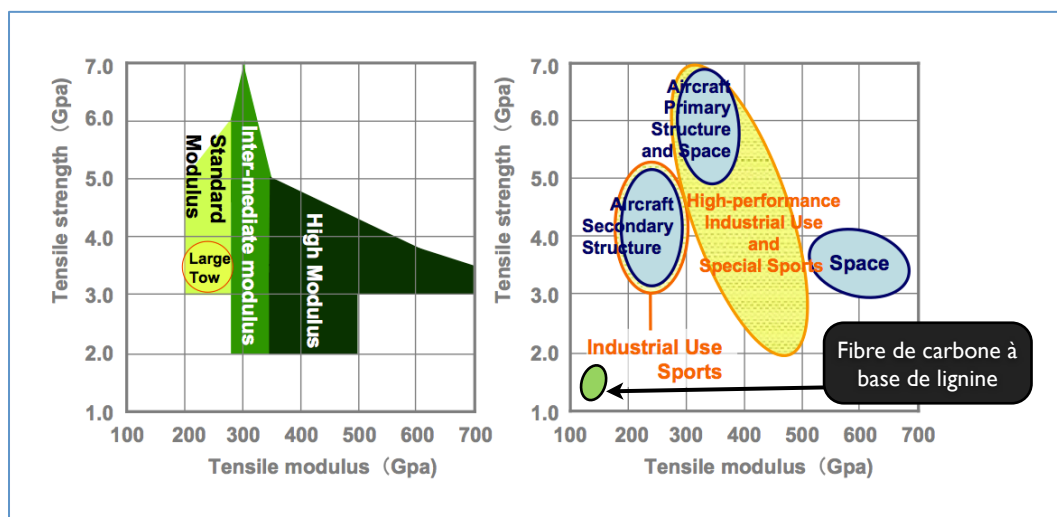 Tensile strength （Gpa）
7.0
6.0
5.0
4.0
3.0
2.0
1.0
Standard
Modulus
Large
Tow
Inter-mediate modulus
High Modulus
100 200 300 400 500 600 700
Tensile modulus （Gpa）
Tensile strength （Gpa）
7.0
6.0
5.0
4.0
3.0
2.0
1.0
Aircraft
Primary
Structure
and Space
Aircraft
Secondary
Structure
High-performance
Industrial Use
and
Special Sports
Space
Industrial Use
Sports
Fibre de carbone à
base de lignine
100 200 300 400 500 600 700
Tensile modulus （Gpa）